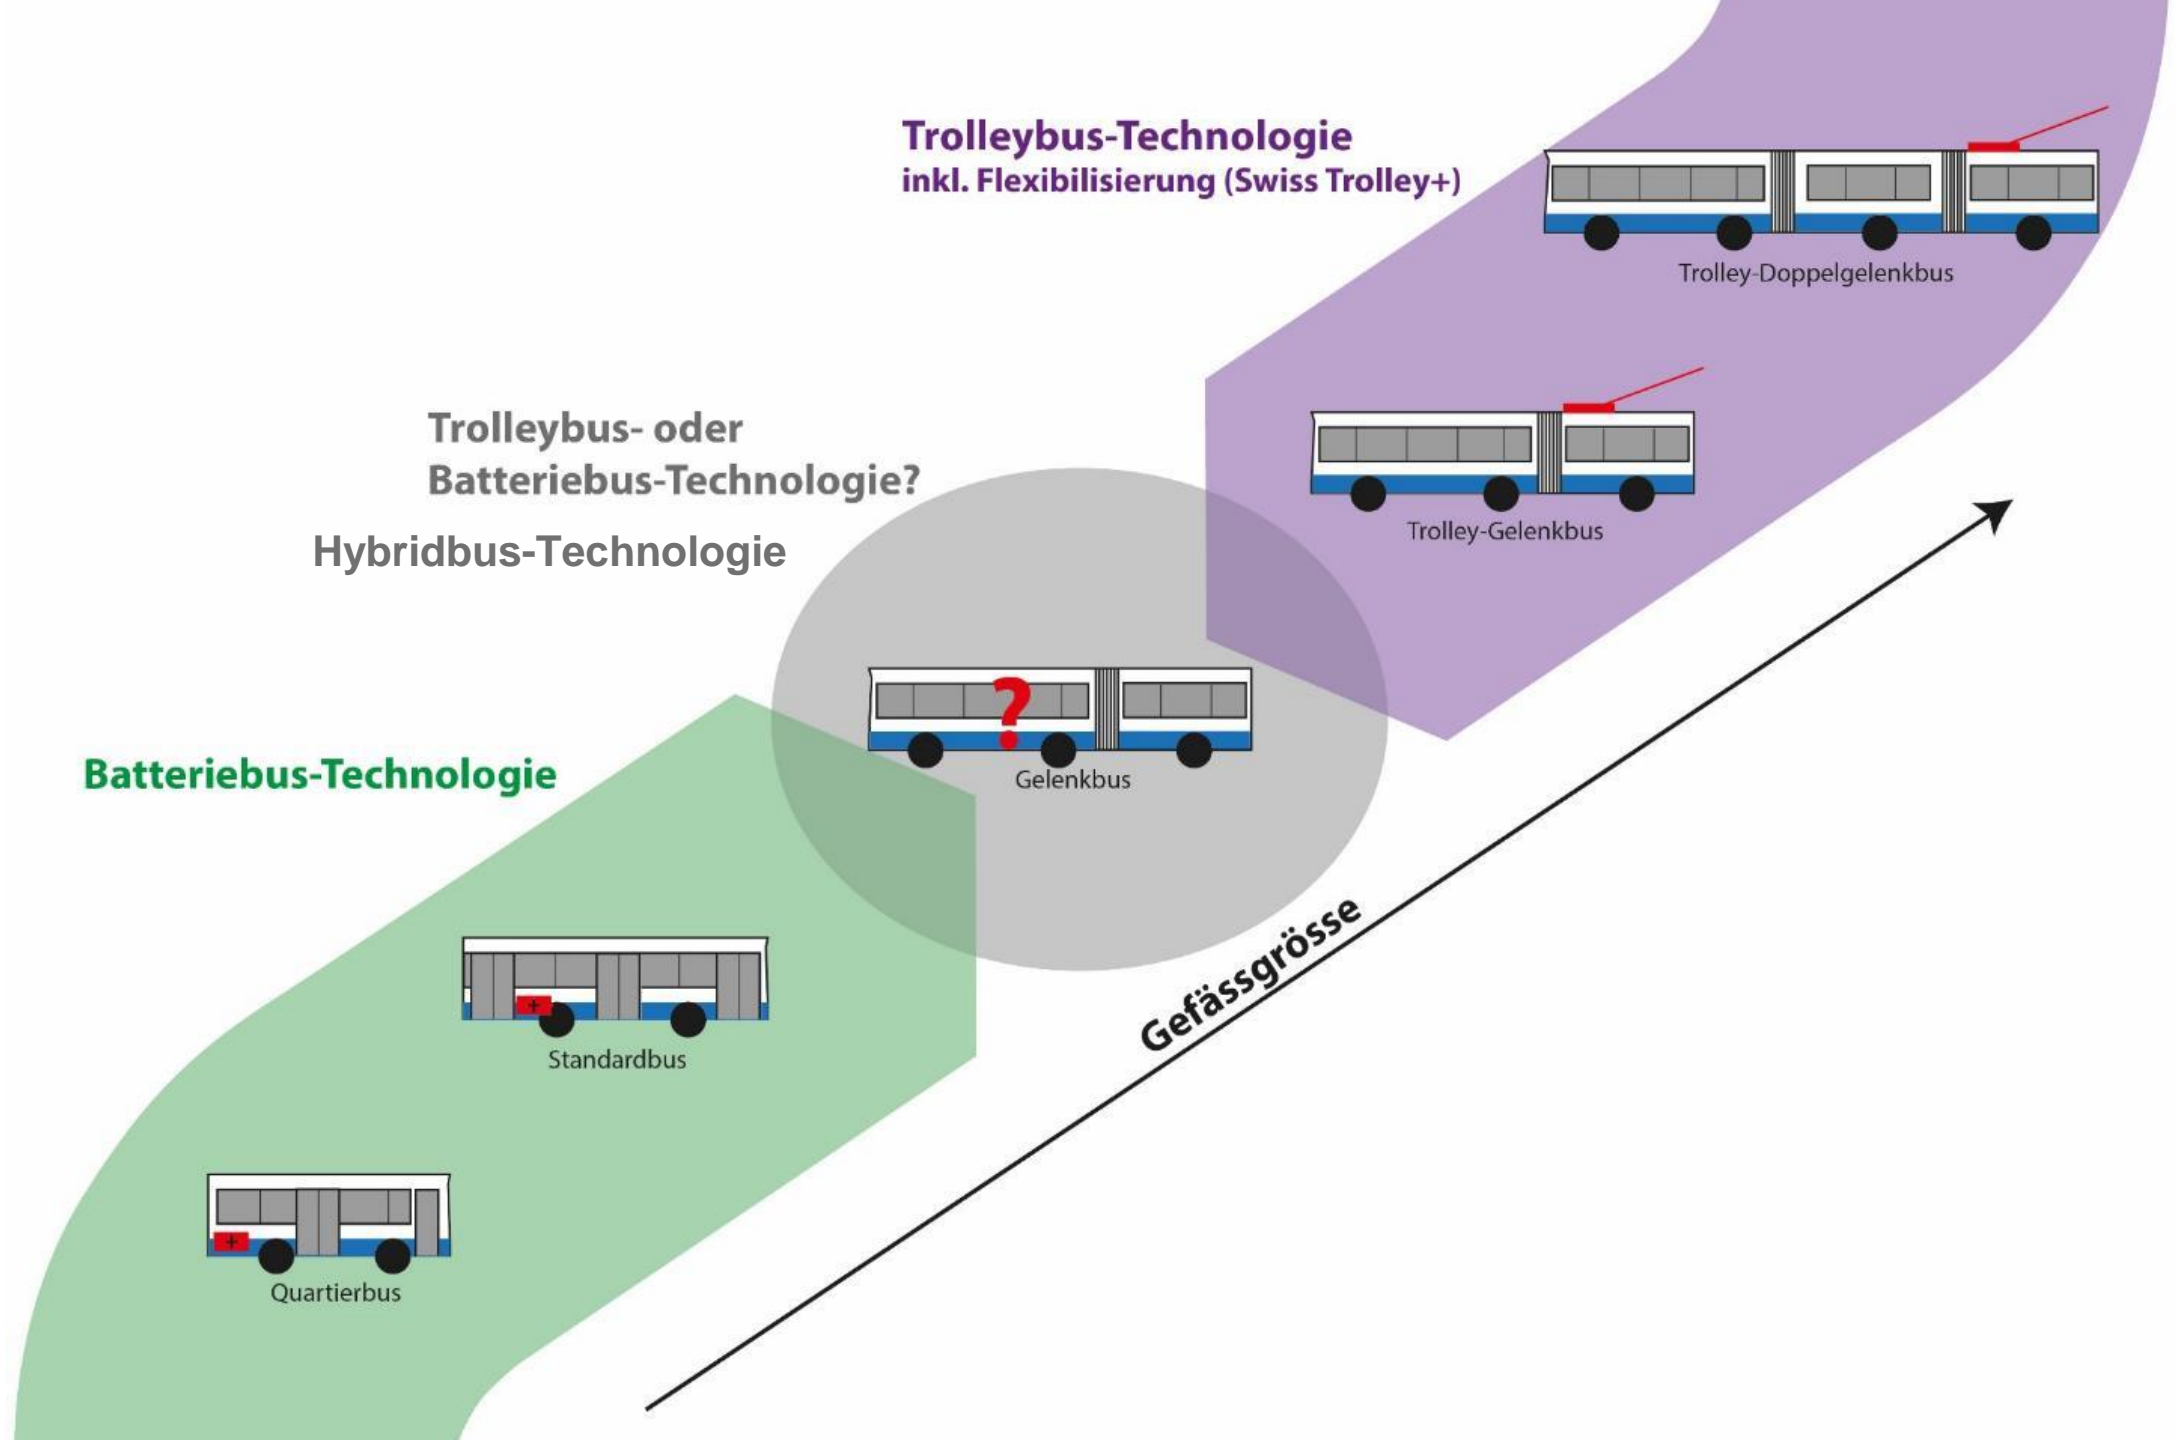 Trolleybus-Technologie
inkl. Flexibilisierung (Swiss Trolley+)
Trolley-Doppelgelenkbus
Trolleybus- oder
Batteriebus-Technologie?
Hybridbus-Technologie
Trolley-Gelenkbus
?
Gelenkbus
Batteriebus-Technologie
Gefässgrösse
+
Standardbus
+
Quartierbus